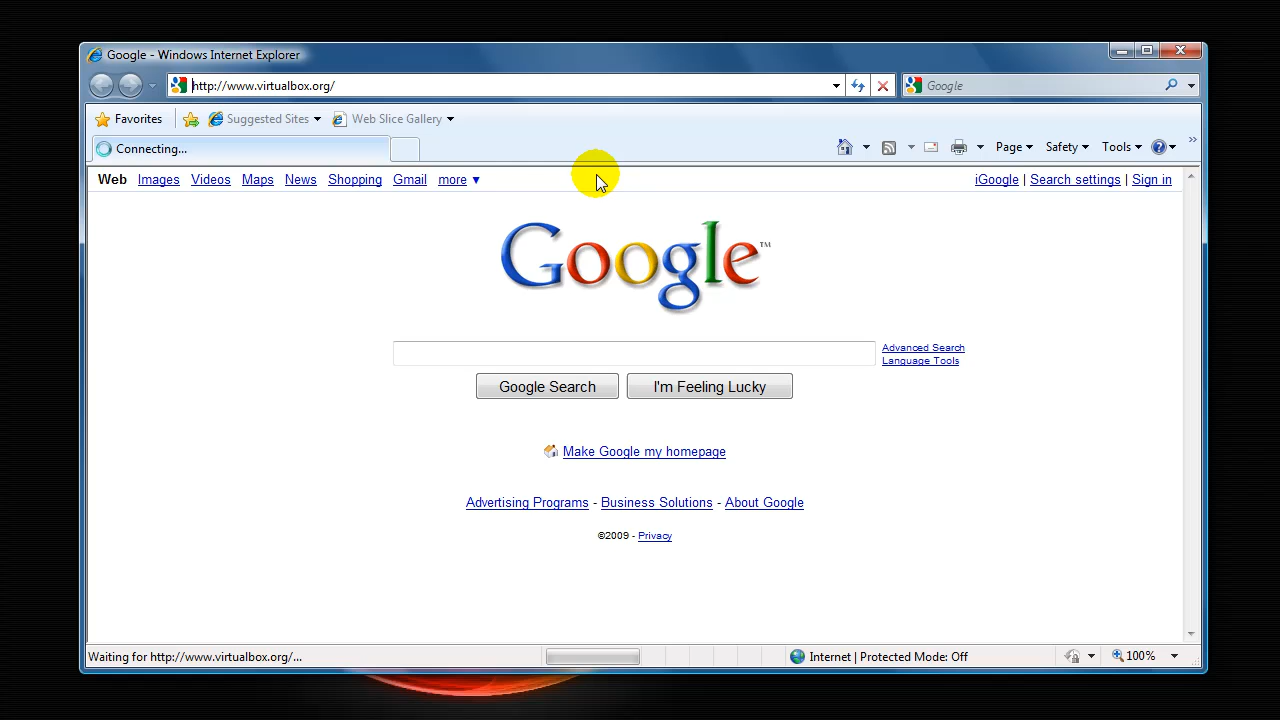 Google - Windows Internet Explorer
http://www.virtualbox.org/
Google
Favorites Suggested Sites Web Slice Gallery
Connecting...
Page Safety Tools
Web Images Videos Maps News Shopping Gmail more ▼ iGoogle | Search settings | Sign in
Google™
Advanced Search
Language Tools
Google Search I'm Feeling Lucky
Make Google my homepage
Advertising Programs - Business Solutions - About Google
©2009 - Privacy
Waiting for http://www.virtualbox.org/... Internet | Protected Mode: Off 100%